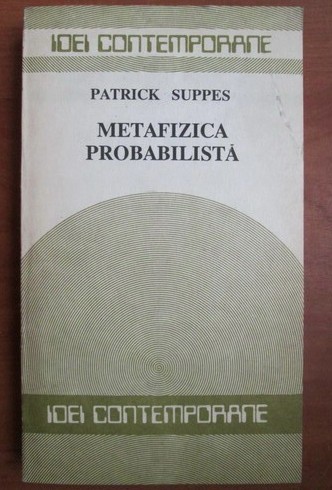 IDEI CONTEMPORANE
PATRICK SUPPES
METAFIZICA
PROBABILISTĂ
IDEI CONTEMPORANE